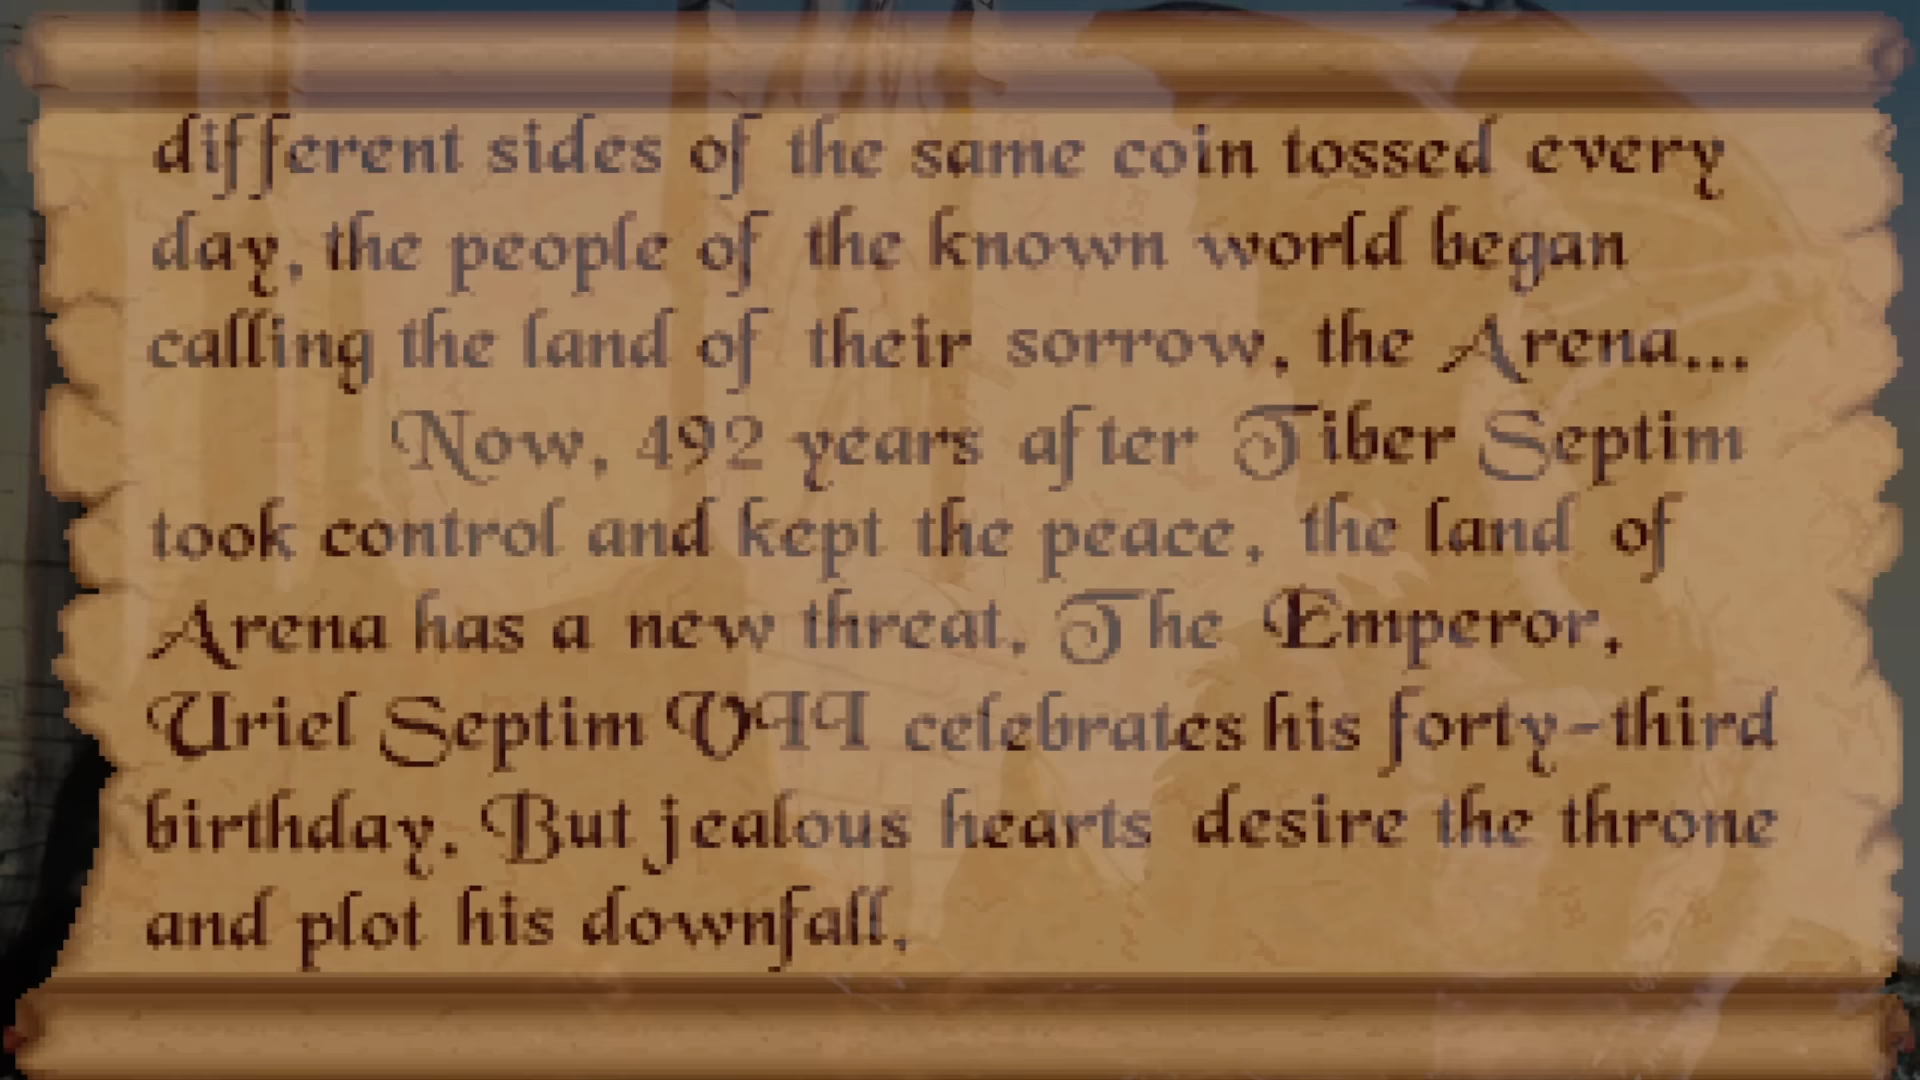 different sides of the same coin tossed every
day, the people of the known world began
calling the land of their sorrow, the Arena...
Now, 492 years after Tiber Septim
took control and kept the peace, the land of
Arena has a new threat. The Emperor,
Uriel Septim VII celebrates his forty-third
birthday. But jealous hearts desire the throne
and plot his downfall.